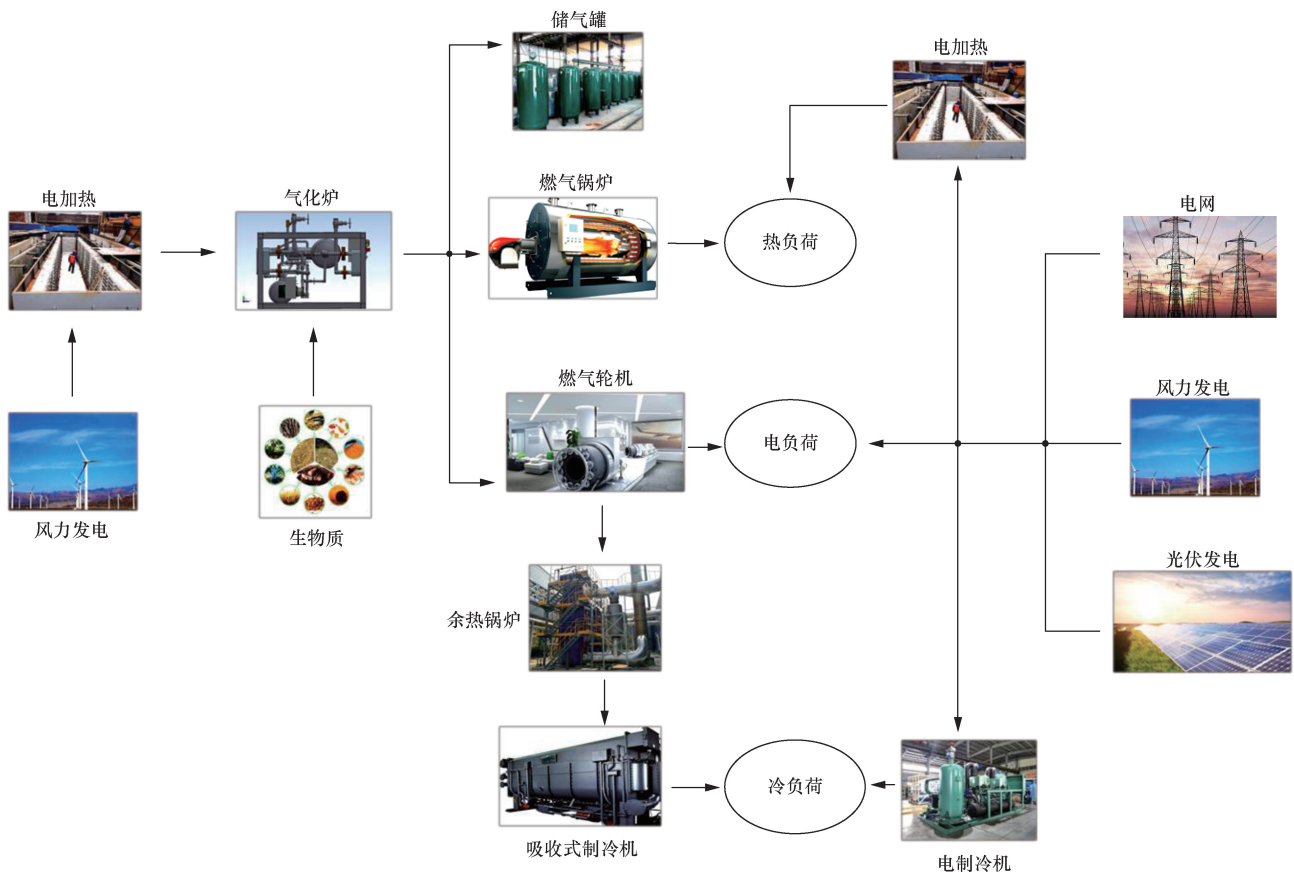 储气罐
电加热
电加热
气化炉
燃气锅炉
热负荷
电网
燃气轮机
电负荷
风力发电
风力发电
生物质
光伏发电
余热锅炉
冷负荷
吸收式制冷机
电制冷机